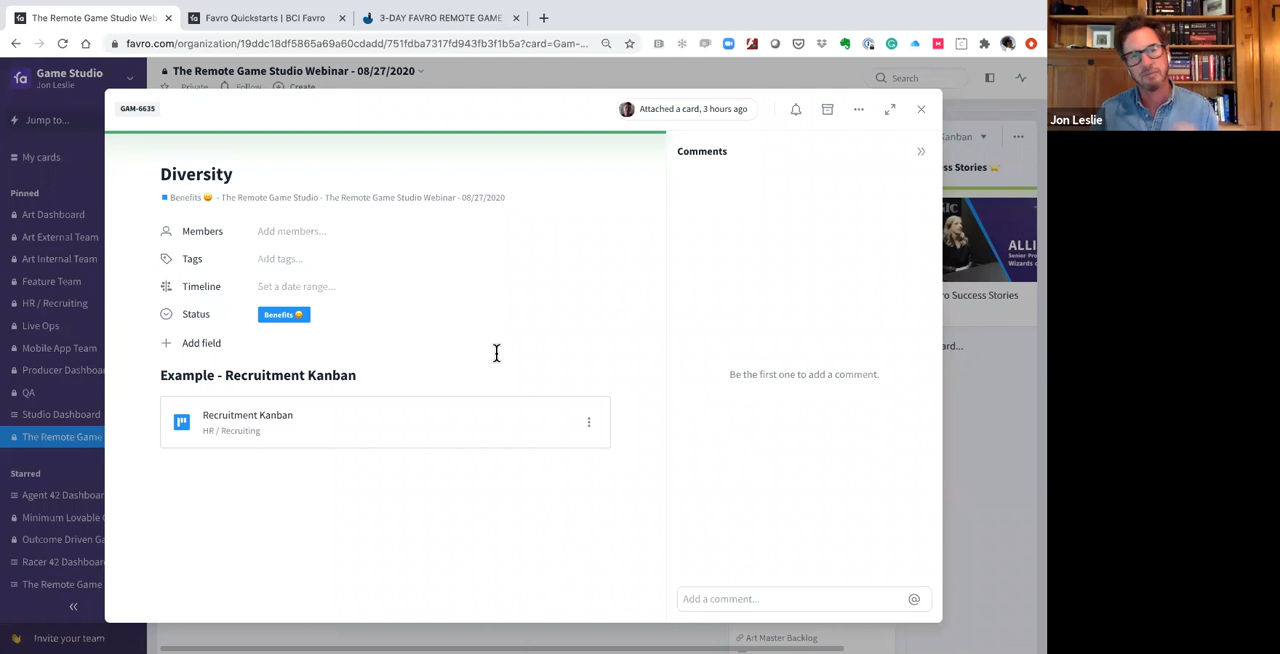 The Remote Game Studio Web
Favro Quickstarts | BCI Favro
3-DAY FAVRO REMOTE GAME
favro.com/organization/19ddc18df5865a69a60cdadd/751fdba7317fd943fb3f1b5a?card=Gam-...
Game Studio
Jon Leslie
The Remote Game Studio Webinar - 08/27/2020
Private
Follow
Create
Search
Jump to...
My cards
Pinned
Art Dashboard
Art External Team
Art Internal Team
Feature Team
HR / Recruiting
Live Ops
Mobile App Team
Producer Dashboa
QA
Studio Dashboard
The Remote Game
Starred
Agent 42 Dashboar
Minimum Lovable
Outcome Driven Ga
Racer 42 Dashboar
The Remote Game
Invite your team
GAM-6635
Attached a card, 3 hours ago
Diversity
Benefits 😀 - The Remote Game Studio - The Remote Game Studio Webinar - 08/27/2020
Members Add members...
Tags Add tags...
Timeline Set a date range...
Status Benefits 😀
Add field
Example - Recruitment Kanban
Recruitment Kanban
HR / Recruiting
Comments
Be the first one to add a comment.
Add a comment...
Kanban
ss Stories
ALLI
Senior Pro
Wizards o
ro Success Stories
ard...
Art Master Backlog
Jon Leslie